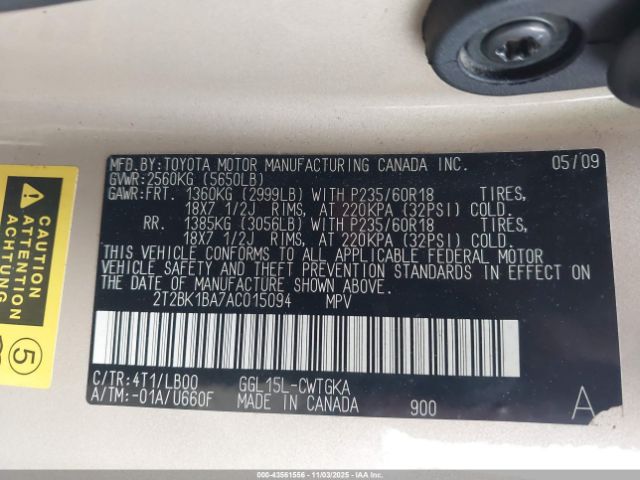 MFD.BY:TOYOTA MOTOR MANUFACTURING CANADA INC. 05/09
GVWR:2560KG (5650LB)
GAWR:FRT. 1360KG (2999LB) WITH P235/60R18 TIRES,
18X7 1/2J RIMS, AT 220KPA (32PSI) COLD.
RR. 1385KG (3056LB) WITH P235/60R18 TIRES,
18X7 1/2J RIMS, AT 220KPA (32PSI) COLD.
THIS VEHICLE CONFORMS TO ALL APPLICABLE FEDERAL MOTOR
VEHICLE SAFETY AND THEFT PREVENTION STANDARDS IN EFFECT ON
THE DATE OF MANUFACTURE SHOWN ABOVE.
2T2BK1BA7AC015094 MPV
C/TR:4T1/LB00 GGL15L-CWTGKA
A/TM:-01A/U660F MADE IN CANADA 900 A
CAUTION
ATTENTION
ACHTUNG
5
000-43561556 - 11/03/2025 - IAA